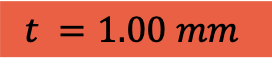 t = 1.00 mm